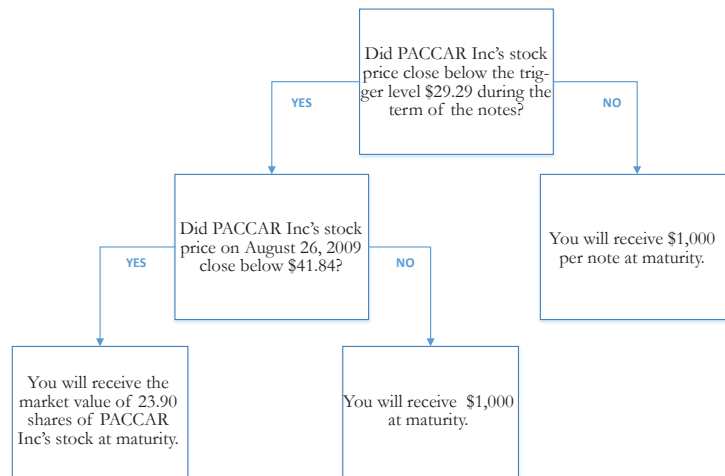 Did PACCAR Inc's stock
price close below the trig-
ger level $29.29 during the
term of the notes?
YES
NO
Did PACCAR Inc's stock
price on August 26, 2009
close below $41.84?
You will receive $1,000
per note at maturity.
YES
NO
You will receive the
market value of 23.90
shares of PACCAR
Inc's stock at maturity.
You will receive $1,000
at maturity.